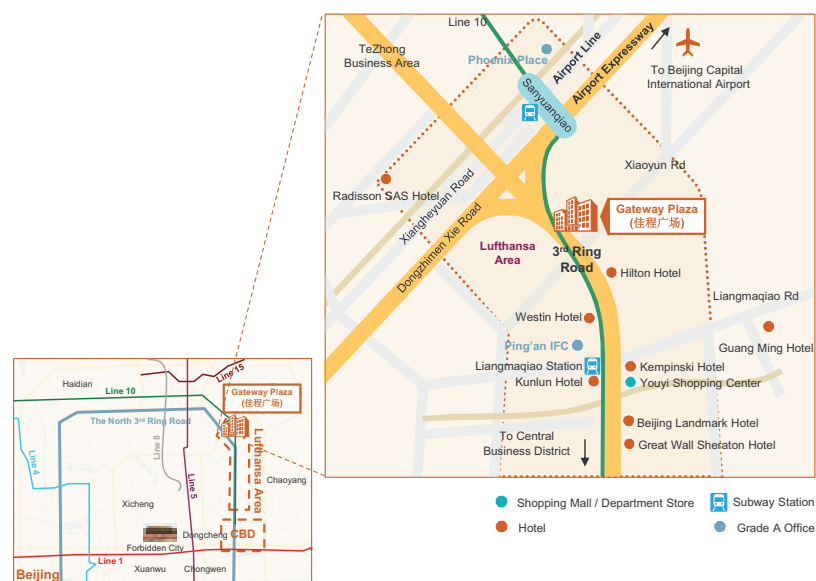 Line 10
TeZhong
Business Area
Phoenix Place
Airport Line
Airport Expressway
To Beijing Capital
International Airport
Sanyuanqiao
Xiaoyun Rd
Radisson SAS Hotel
Xiangheyuan Road
Dongzhimen Xie Road
Gateway Plaza
(佳程广场)
Lufthansa
Area
3rd Ring
Road
Hilton Hotel
Liangmaqiao Rd
Westin Hotel
Guang Ming Hotel
Ping'an IFC
Liangmaqiao Station
Kempinski Hotel
Kunlun Hotel
Youyi Shopping Center
Beijing Landmark Hotel
To Central
Business District
Great Wall Sheraton Hotel
Shopping Mall / Department Store
Subway Station
Hotel
Grade A Office
Line 15
Haidian
Line 10
Gateway Plaza
(佳程广场)
The North 3rd Ring Road
Line 8
Line 4
Line 5
Lufthansa Area
Chaoyang
Xicheng
Dongcheng
CBD
Forbidden City
Line 1
Xuanwu
Chongwen
Beijing